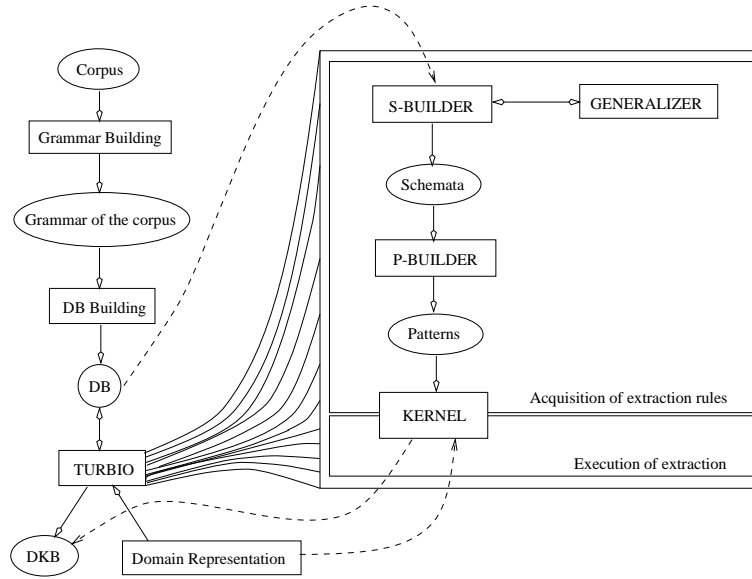 Corpus
Grammar Building
Grammar of the corpus
DB Building
DB
TURBIO
DKB
Domain Representation
S-BUILDER
GENERALIZER
Schemata
P-BUILDER
Patterns
KERNEL
Acquisition of extraction rules
Execution of extraction